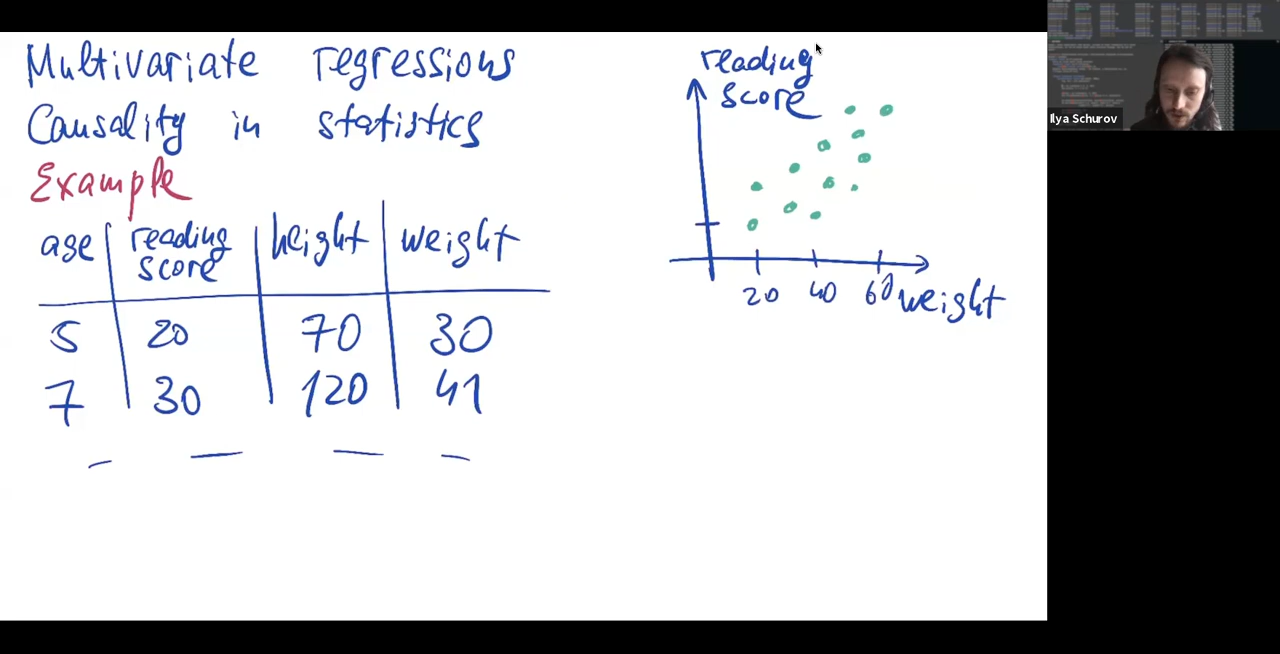 Multivariate regressions
Causality in statistics
Example
age reading score height weight
5 20 70 30
7 30 120 41
reading
score
20 40 60 weight
Ilya Schurov